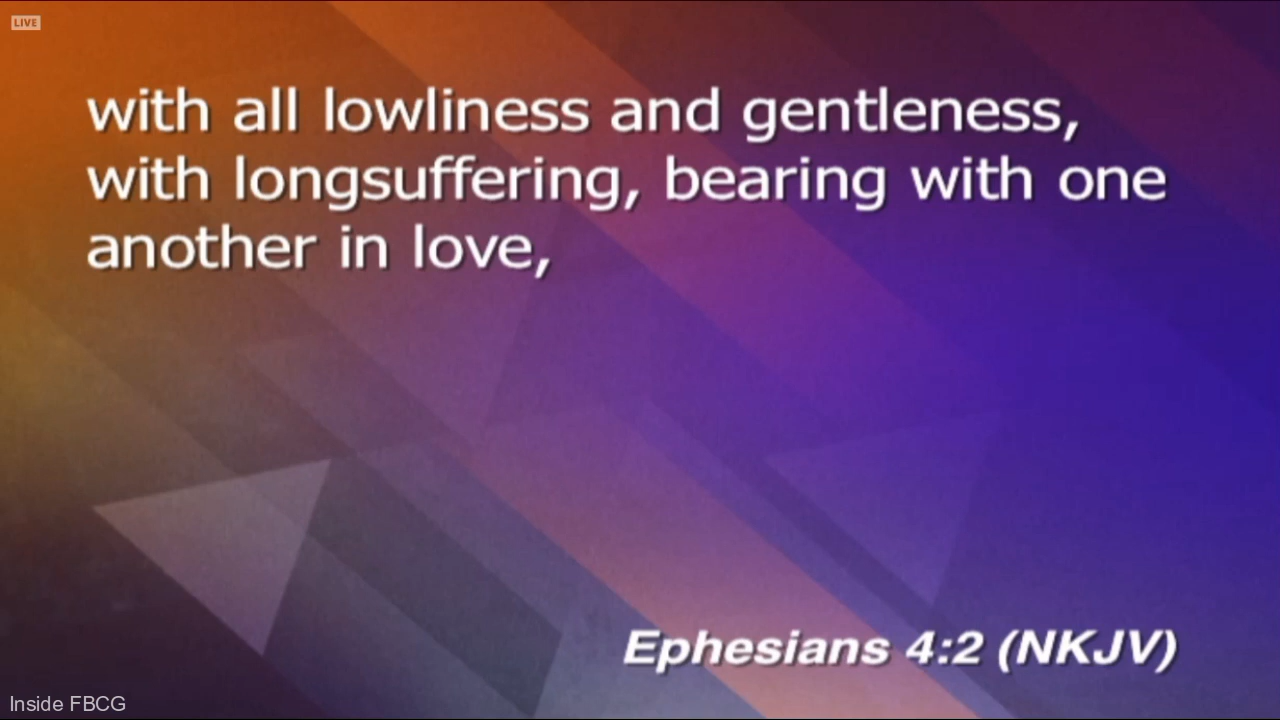 LIVE
with all lowliness and gentleness,
with longsuffering, bearing with one
another in love,
Ephesians 4:2 (NKJV)
Inside FBCG